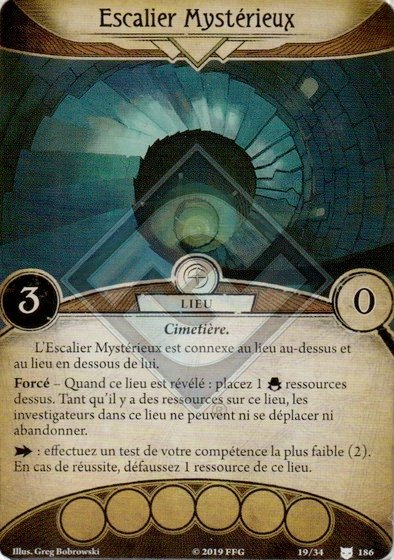 Escalier Mystérieux
3
LIEU
0
Cimetière.
L'Escalier Mystérieux est connexe au lieu au-dessus et
au lieu en dessous de lui.
Forcé – Quand ce lieu est révélé : placez 1 ressources
dessus. Tant qu'il y a des ressources sur ce lieu, les
investigateurs dans ce lieu ne peuvent ni se déplacer ni
abandonner.
: effectuez un test de votre compétence la plus faible (2).
En cas de réussite, défaussez 1 ressource de ce lieu.
Illus. Greg Bobrowski © 2019 FFG 19/34 186